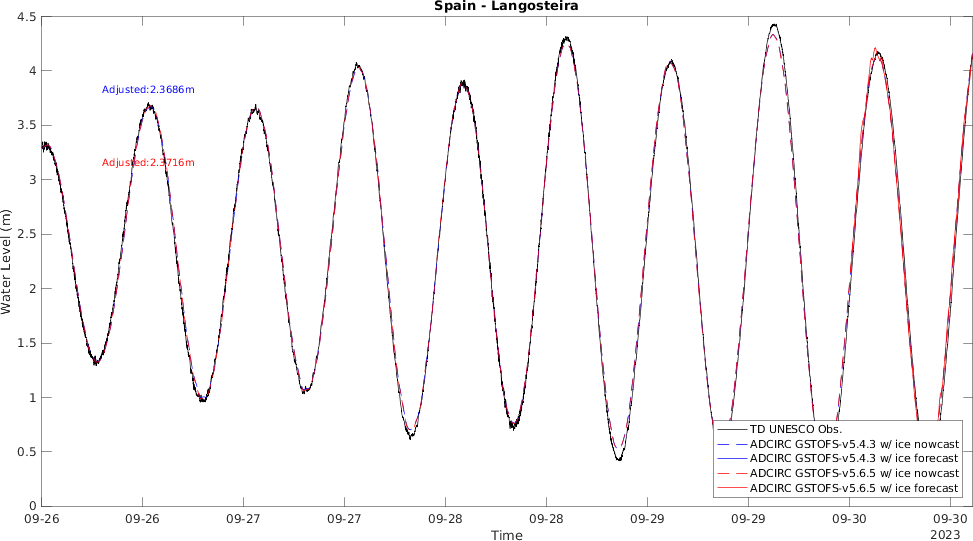 Spain - Langosteira
4.5
4
3.5
3
2.5
2
1.5
1
0.5
0
Water Level (m)
Adjusted:2.3686m
Adjusted:2.3716m
TD UNESCO Obs.
ADCIRC GSTOFS-v5.4.3 w/ ice nowcast
ADCIRC GSTOFS-v5.4.3 w/ ice forecast
ADCIRC GSTOFS-v5.6.5 w/ ice nowcast
ADCIRC GSTOFS-v5.6.5 w/ ice forecast
09-26 09-26 09-27 09-27 09-28 09-28 09-29 09-29 09-30 09-30
2023
Time